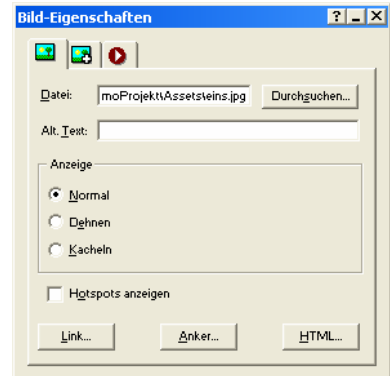 Bild-Eigenschaften
Datei: moProjekt\Assets\eins.jpg Durchsuchen...
Alt. Text:
Anzeige
Normal
Dehnen
Kacheln
Hotspots anzeigen
Link... Anker... HTML...